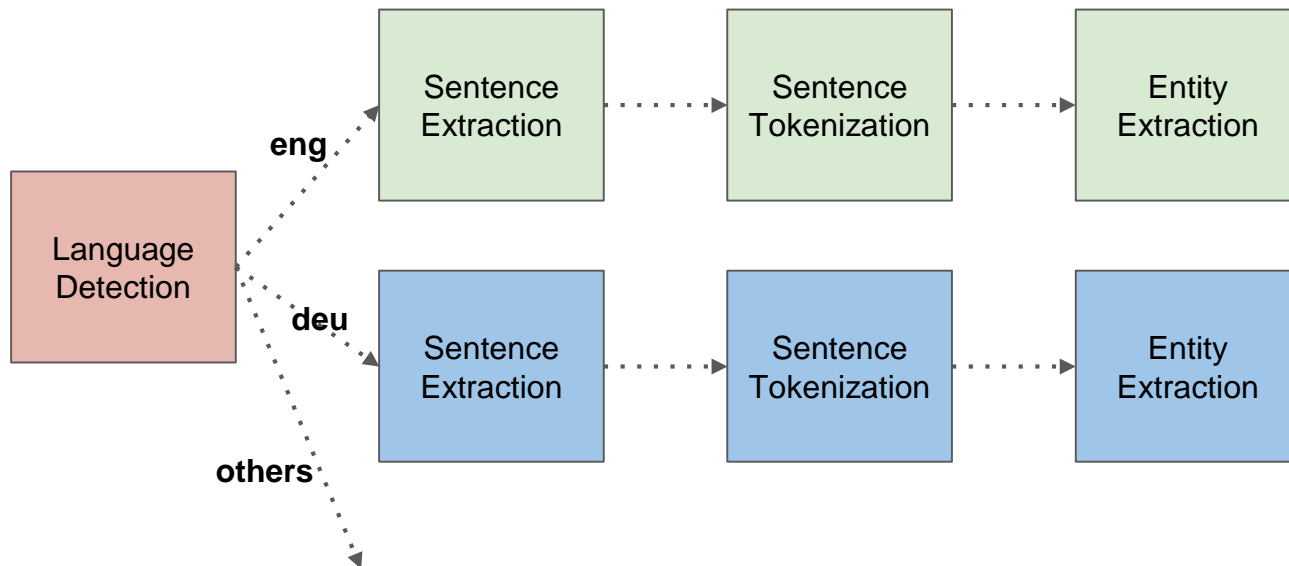 Sentence
Extraction
Sentence
Tokenization
Entity
Extraction
eng
Language
Detection
deu
Sentence
Extraction
Sentence
Tokenization
Entity
Extraction
others